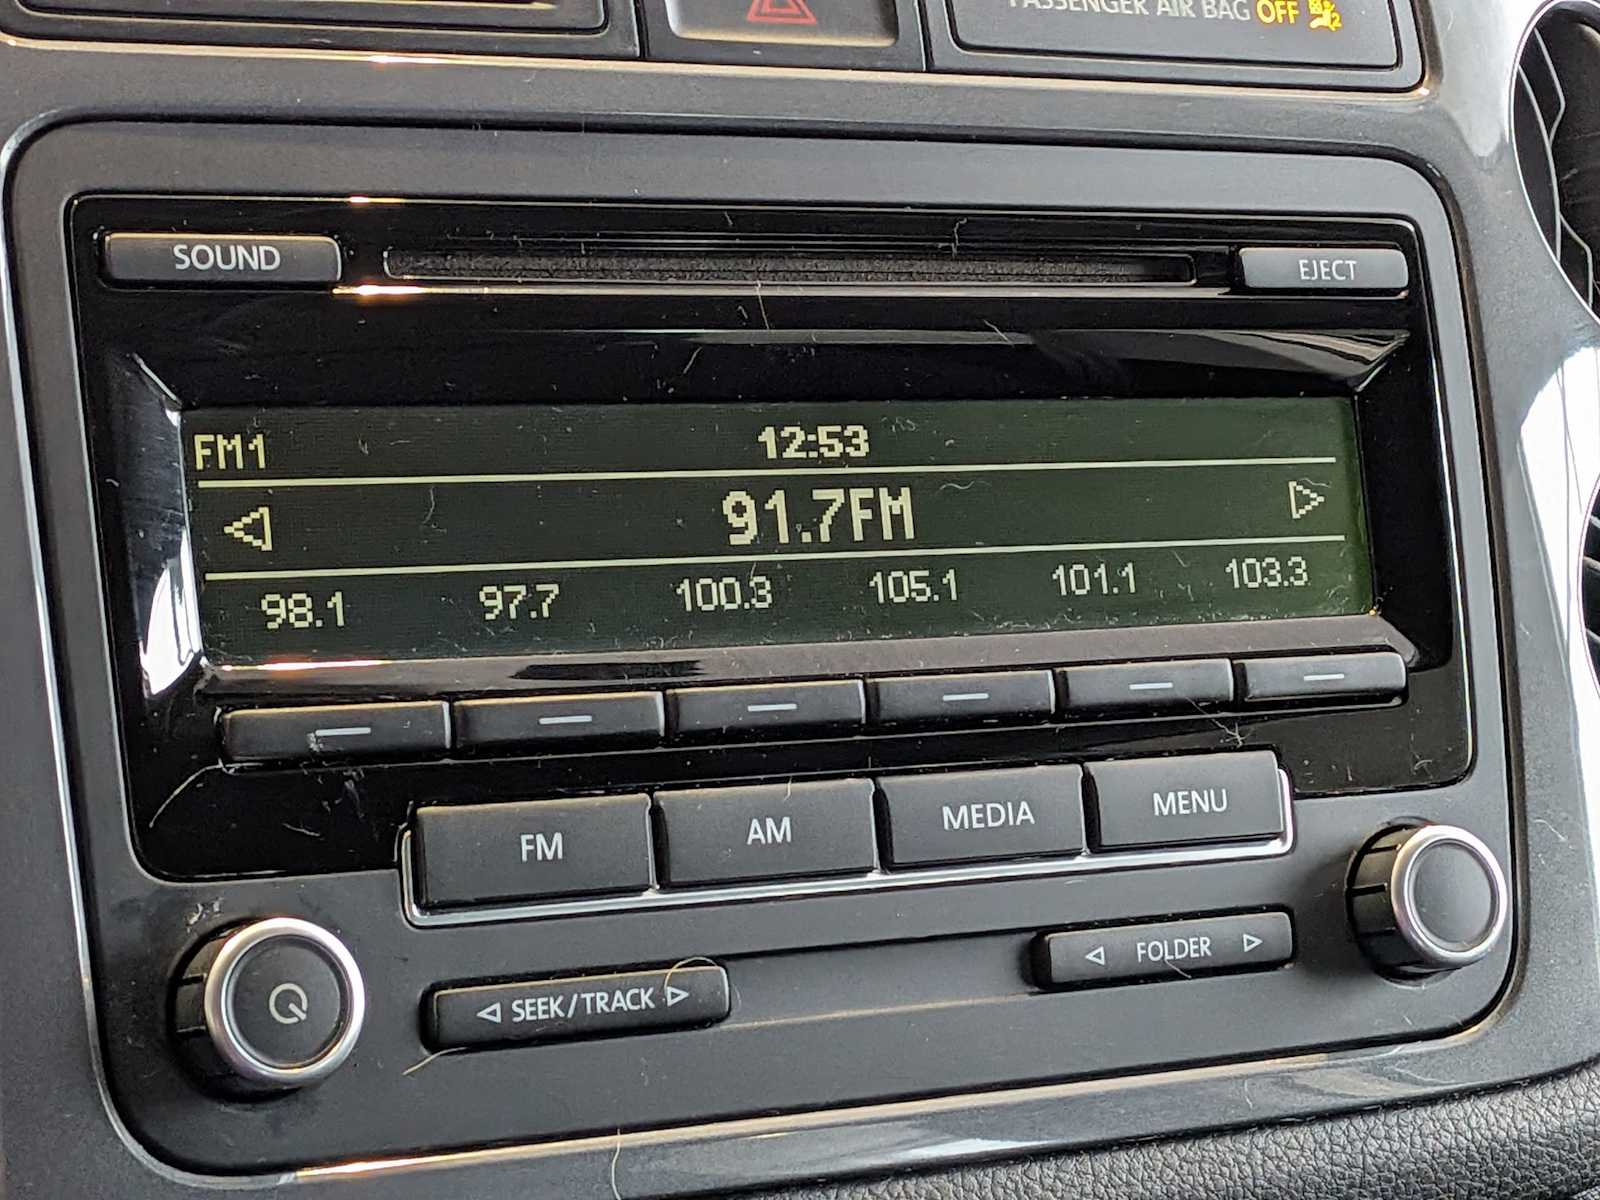 PASSENGER AIR BAG OFF
SOUND
EJECT
FM1 12:53
91.7FM
98.1 97.7 100.3 105.1 101.1 103.3
FM AM MEDIA MENU
SEEK/TRACK
FOLDER